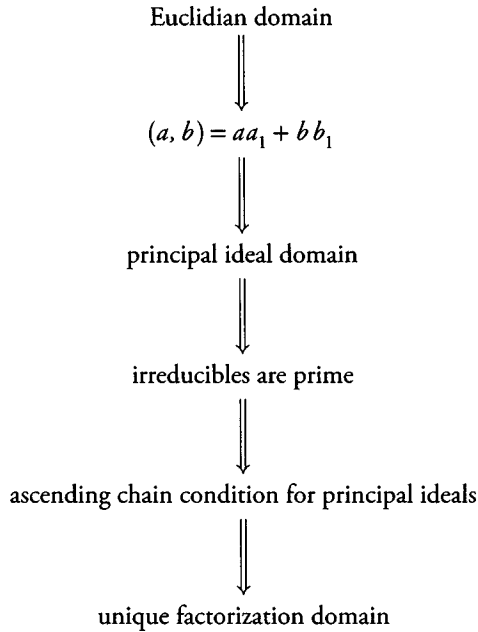 Euclidian domain
(a, b) = aa₁ + bb₁
principal ideal domain
irreducibles are prime
ascending chain condition for principal ideals
unique factorization domain